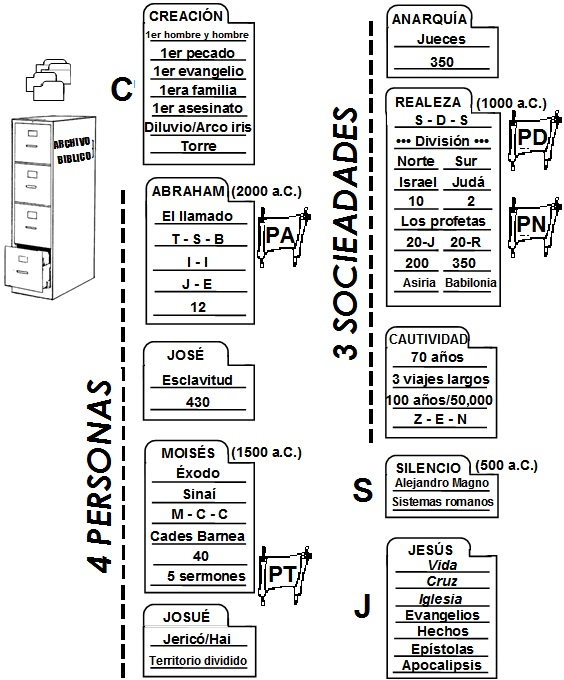 ARCHIVO
BIBLICO
C
CREACIÓN
1er hombre y hombre
1er pecado
1er evangelio
1era familia
1er asesinato
Diluvio/Arco iris
Torre
4 PERSONAS
ABRAHAM (2000 a.C.)
El llamado
T - S - B
I - I
J - E
12
PA
JOSÉ
Esclavitud
430
MOISÉS (1500 a.C.)
Éxodo
Sinaí
M - C - C
Cades Barnea
40
5 sermones
PT
JOSUÉ
Jericó/Hai
Territorio dividido
3 SOCIEADADES
ANARQUÍA
Jueces
350
REALEZA (1000 a.C.)
S - D - S
••• División •••
Norte Sur
Israel Judá
10 2
Los profetas
20-J 20-R
200 350
Asiria Babilonia
PD
PN
CAUTIVIDAD
70 años
3 viajes largos
100 años/50,000
Z - E - N
S
SILENCIO (500 a.C.)
Alejandro Magno
Sistemas romanos
J
JESÚS
Vida
Cruz
Iglesia
Evangelios
Hechos
Epístolas
Apocalipsis